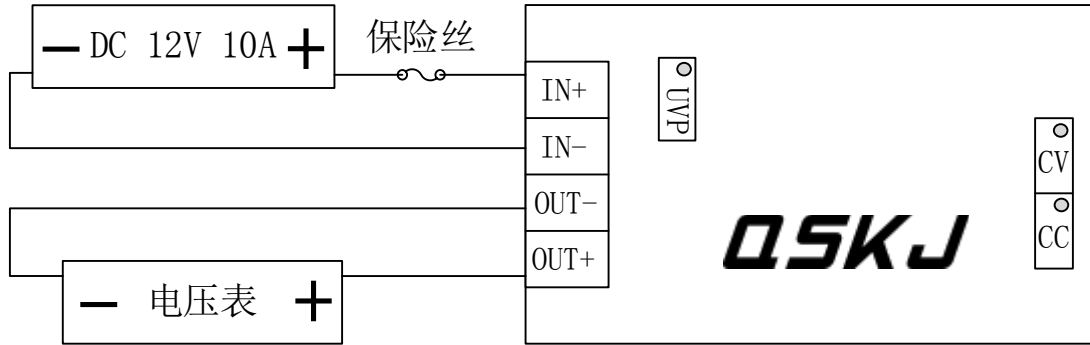 — DC 12V 10A +
保险丝
IN+
IN-
OUT-
OUT+
— 电压表 +
UVP
CV
CC
QSKJ